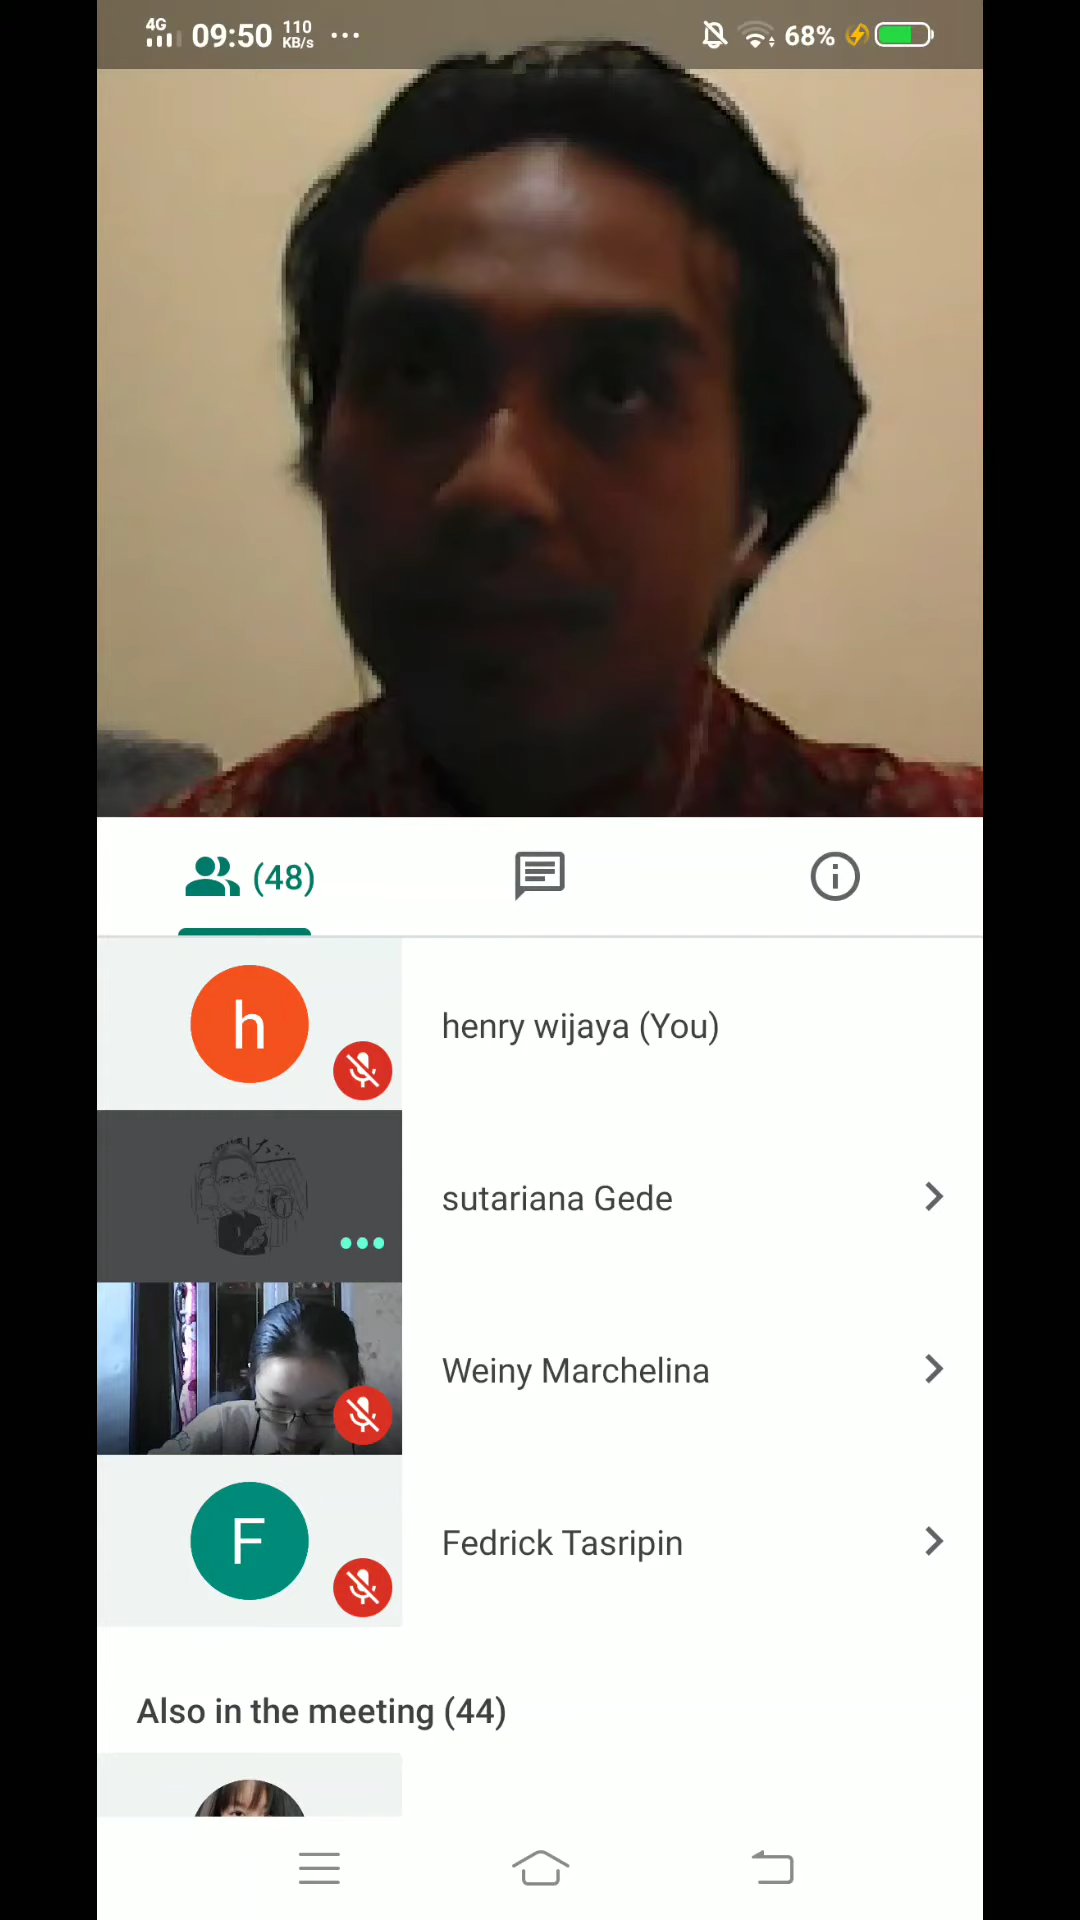 4G 09:50 110 KB/s ... 68%
(48)
h henry wijaya (You)
sutariana Gede
Weiny Marchelina
F Fedrick Tasripin
Also in the meeting (44)